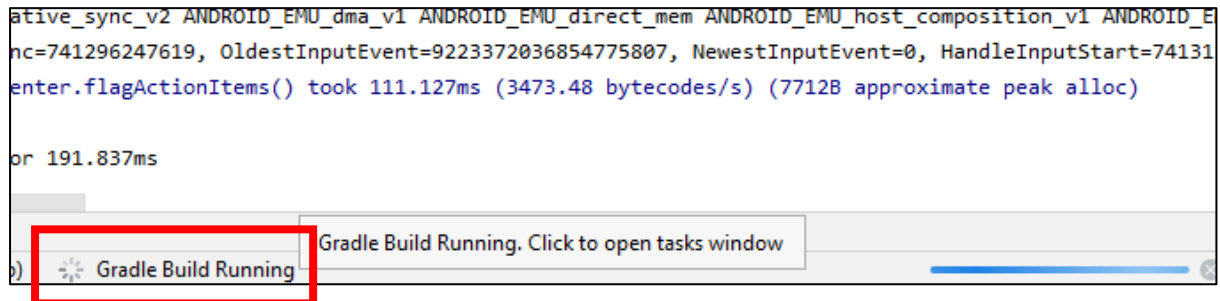 ative_sync_v2 ANDROID_EMU_dma_v1 ANDROID_EMU_direct_mem ANDROID_EMU_host_composition_v1 ANDROID_E
nc=741296247619, OldestInputEvent=9223372036854775807, NewestInputEvent=0, HandleInputStart=74131
enter.flagActionItems() took 111.127ms (3473.48 bytecodes/s) (7712B approximate peak alloc)
or 191.837ms
Gradle Build Running. Click to open tasks window
) Gradle Build Running